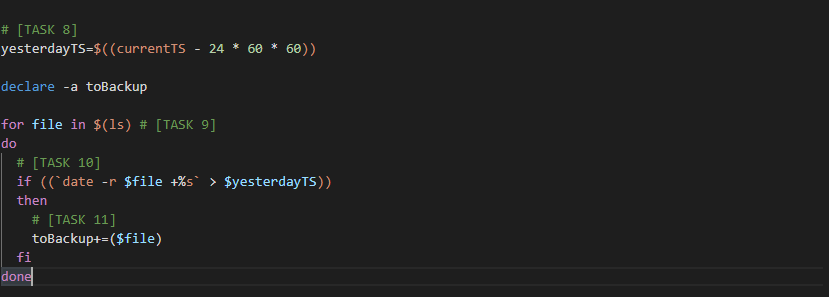 # [TASK 8]
yesterdayTS=$((currentTS - 24 * 60 * 60))
declare -a toBackup
for file in $(ls) # [TASK 9]
do
# [TASK 10]
if ((`date -r $file +%s` > $yesterdayTS))
then
# [TASK 11]
toBackup+=($file)
fi
done